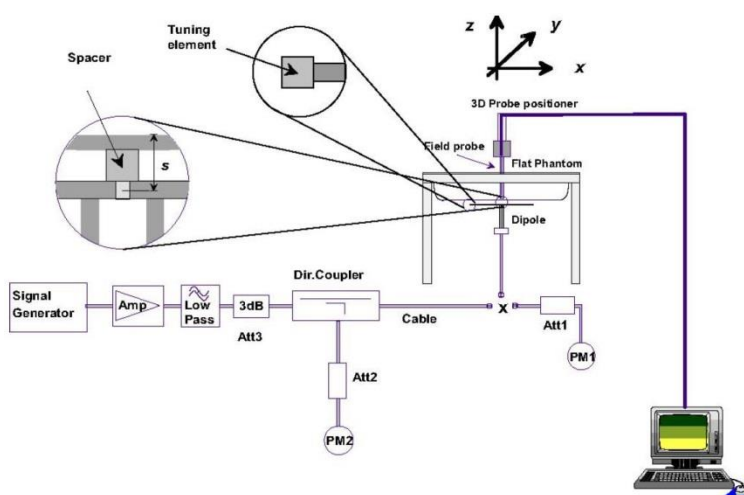 Tuning
element
z
y
x
Spacer
3D Probe positioner
s
Field probe
Flat Phantom
Dipole
Dir.Coupler
Signal
Generator
Amp
Low
Pass
3dB
Cable
x
Att3
Att1
PM1
Att2
PM2